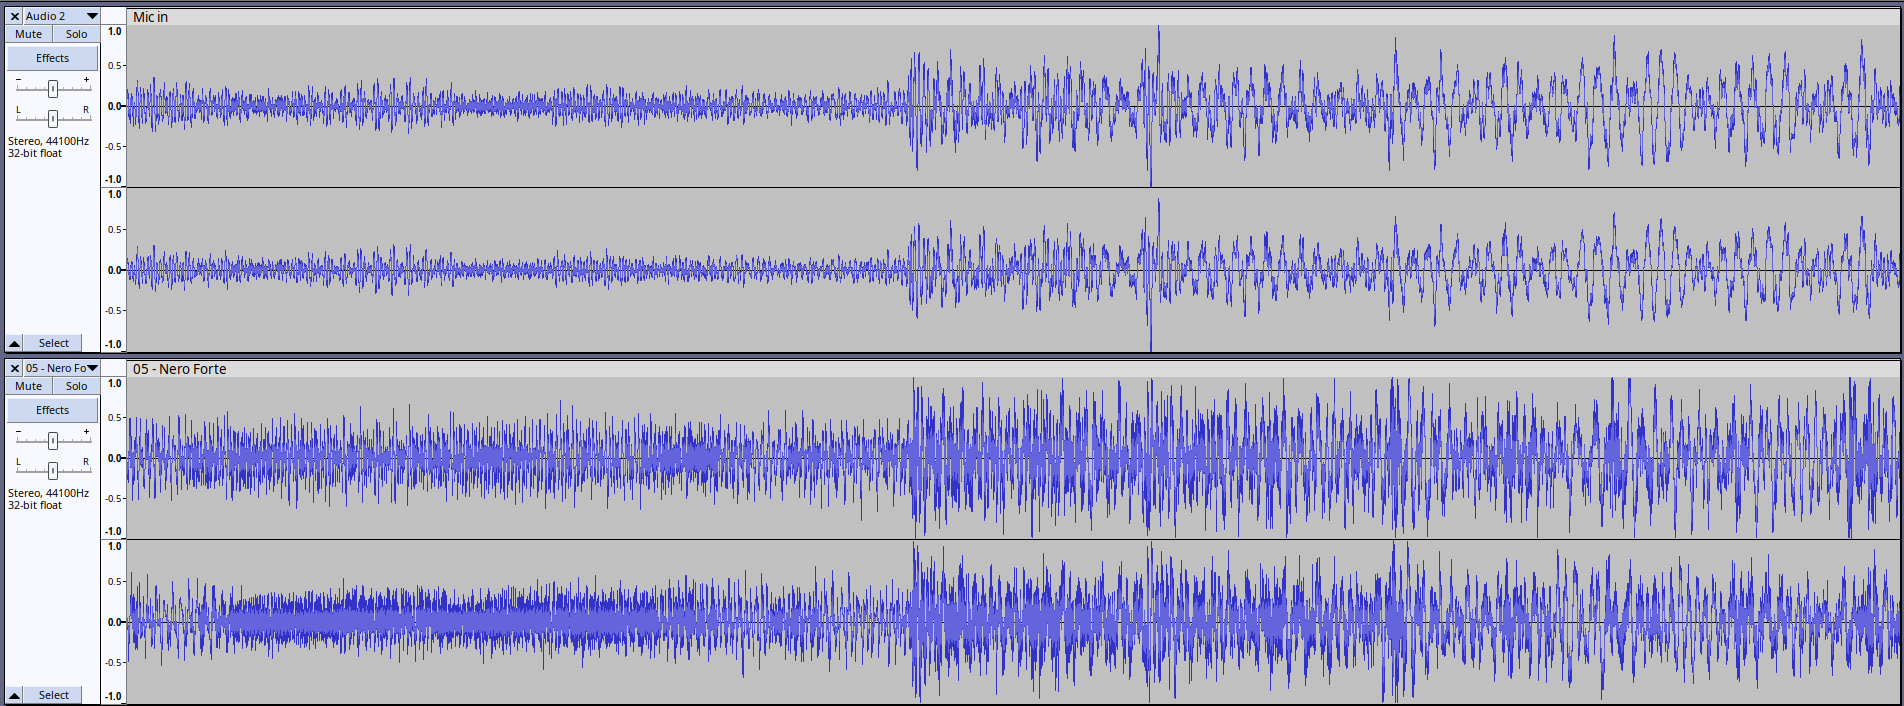 Audio 2
Mic in
Mute Solo
Effects
- +
L R
Stereo, 44100Hz
32-bit float
Select
1.0
0.5
0.0
-0.5
-1.0
1.0
0.5
0.0
-0.5
-1.0
05 - Nero Fo
05 - Nero Forte
Mute Solo
Effects
- +
L R
Stereo, 44100Hz
32-bit float
Select
1.0
0.5
0.0
-0.5
-1.0
1.0
0.5
0.0
-0.5
-1.0